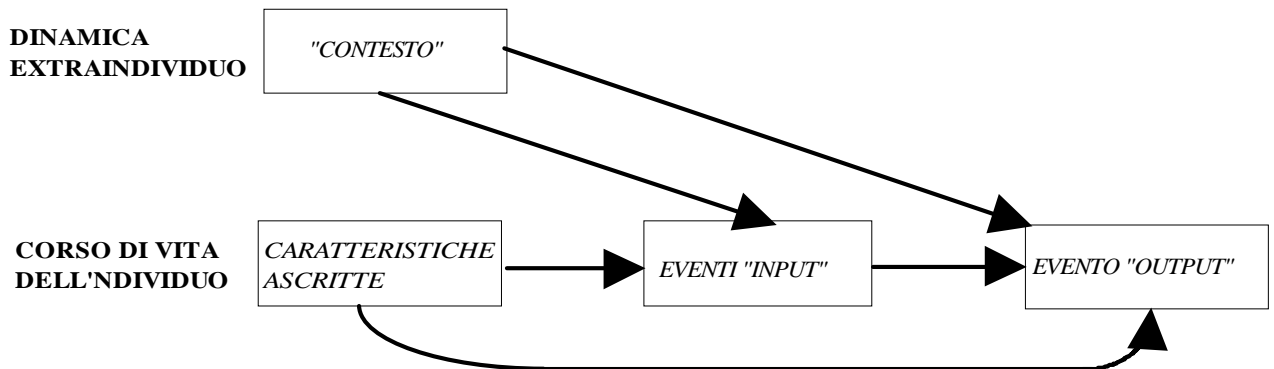 DINAMICA
EXTRAINDIVIDUO
"CONTESTO"
CORSO DI VITA
DELL'NDIVIDUO
CARATTERISTICHE
ASCRITTE
EVENTI "INPUT"
EVENTO "OUTPUT"